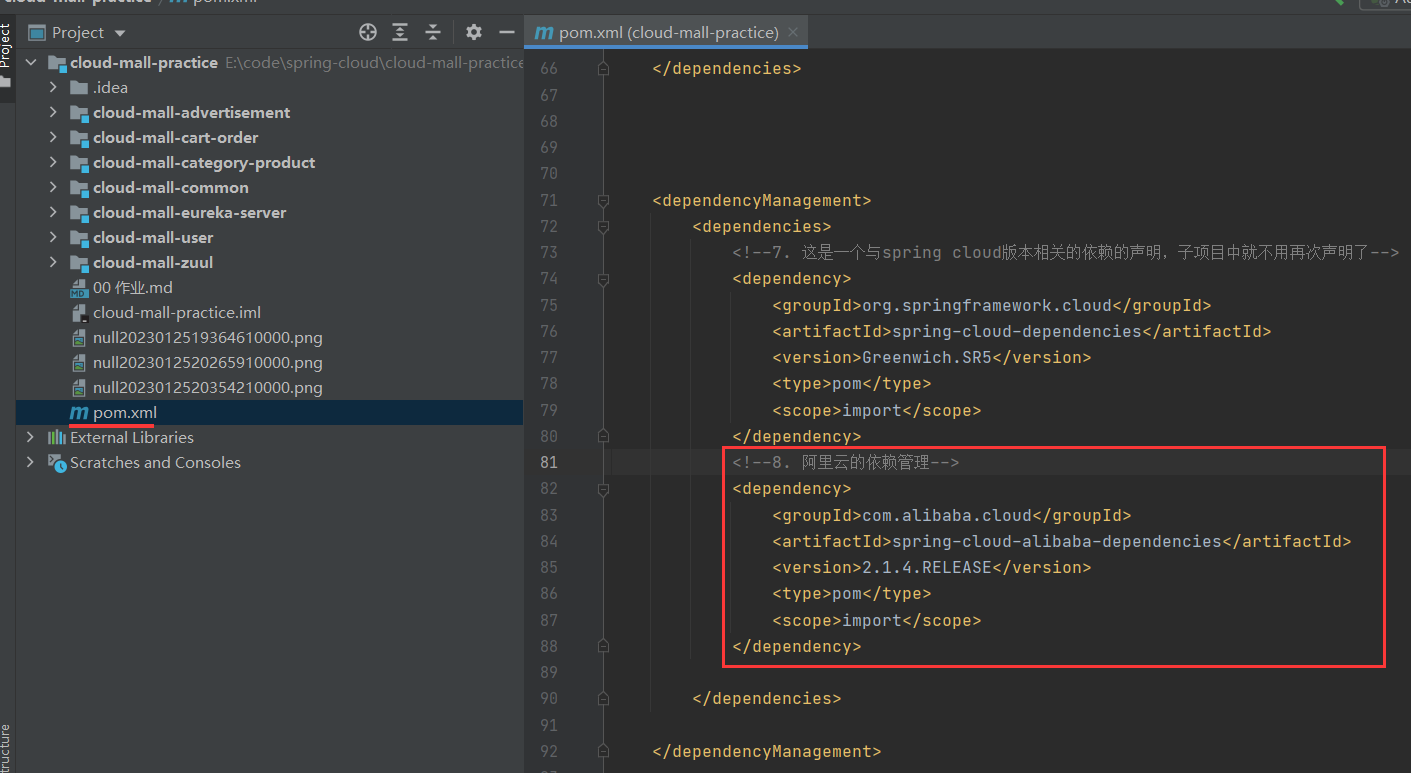 cloud-mall-practice / pom.xml
Project
Project
cloud-mall-practice E:\code\spring-cloud\cloud-mall-practice
.idea
cloud-mall-advertisement
cloud-mall-cart-order
cloud-mall-category-product
cloud-mall-common
cloud-mall-eureka-server
cloud-mall-user
cloud-mall-zuul
00 作业.md
cloud-mall-practice.iml
null2023012519364610000.png
null2023012520265910000.png
null2023012520354210000.png
pom.xml
External Libraries
Scratches and Consoles
pom.xml (cloud-mall-practice)
66 </dependencies>
67
68
69
70
71 <dependencyManagement>
72 <dependencies>
73 <!--7. 这是一个与spring cloud版本相关的依赖的声明，子项目中就不用再次声明了-->
74 <dependency>
75 <groupId>org.springframework.cloud</groupId>
76 <artifactId>spring-cloud-dependencies</artifactId>
77 <version>Greenwich.SR5</version>
78 <type>pom</type>
79 <scope>import</scope>
80 </dependency>
81 <!--8. 阿里云的依赖管理-->
82 <dependency>
83 <groupId>com.alibaba.cloud</groupId>
84 <artifactId>spring-cloud-alibaba-dependencies</artifactId>
85 <version>2.1.4.RELEASE</version>
86 <type>pom</type>
87 <scope>import</scope>
88 </dependency>
89
90 </dependencies>
91
92 </dependencyManagement>